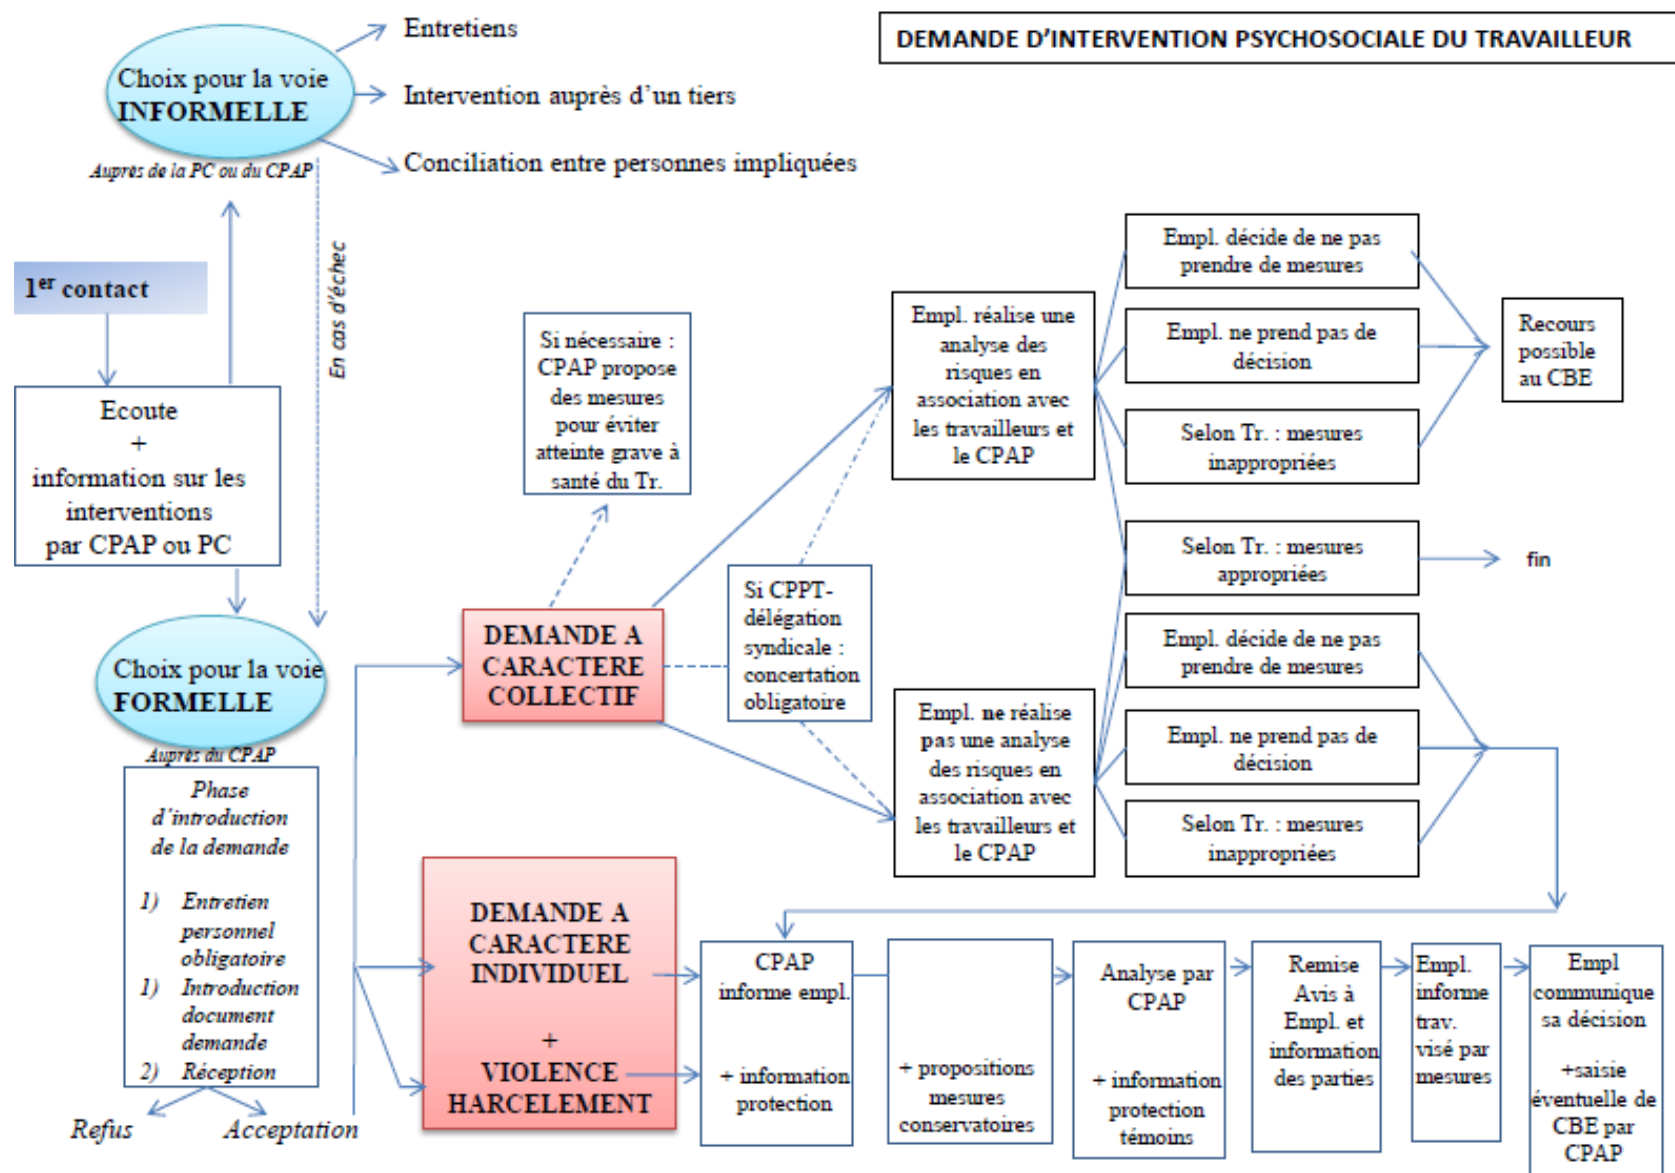 DEMANDE D'INTERVENTION PSYCHOSOCIALE DU TRAVAILLEUR
Choix pour la voie
INFORMELLE
Auprès de la PC ou du CPAP
Entretiens
Intervention auprès d'un tiers
Conciliation entre personnes impliquées
En cas d'échec
1er contact
Ecoute
+
information sur les
interventions
par CPAP ou PC
Choix pour la voie
FORMELLE
Auprès du CPAP
Phase
d'introduction
de la demande
1) Entretien
personnel
obligatoire
1) Introduction
document
demande
2) Réception
Refus
Acceptation
Si nécessaire :
CPAP propose
des mesures
pour éviter
atteinte grave à
santé du Tr.
DEMANDE A
CARACTERE
COLLECTIF
Si CPPT-
délégation
syndicale :
concertation
obligatoire
Empl. réalise une
analyse des
risques en
association avec
les travailleurs et
le CPAP
Empl. ne réalise
pas une analyse
des risques en
association avec
les travailleurs et
le CPAP
Empl. décide de ne pas
prendre de mesures
Empl. ne prend pas de
décision
Selon Tr. : mesures
inappropriées
Recours
possible
au CBE
Selon Tr. : mesures
appropriées
fin
Empl. décide de ne pas
prendre de mesures
Empl. ne prend pas de
décision
Selon Tr. : mesures
inappropriées
DEMANDE A
CARACTERE
INDIVIDUEL
+
VIOLENCE
HARCELEMENT
CPAP
informe empl.
+ information
protection
+ propositions
mesures
conservatoires
Analyse par
CPAP
+ information
protection
témoins
Remise
Avis à
Empl. et
information
des parties
Empl.
informe
trav.
visé par
mesures
Empl
communique
sa décision
+saisie
éventuelle de
CBE par
CPAP